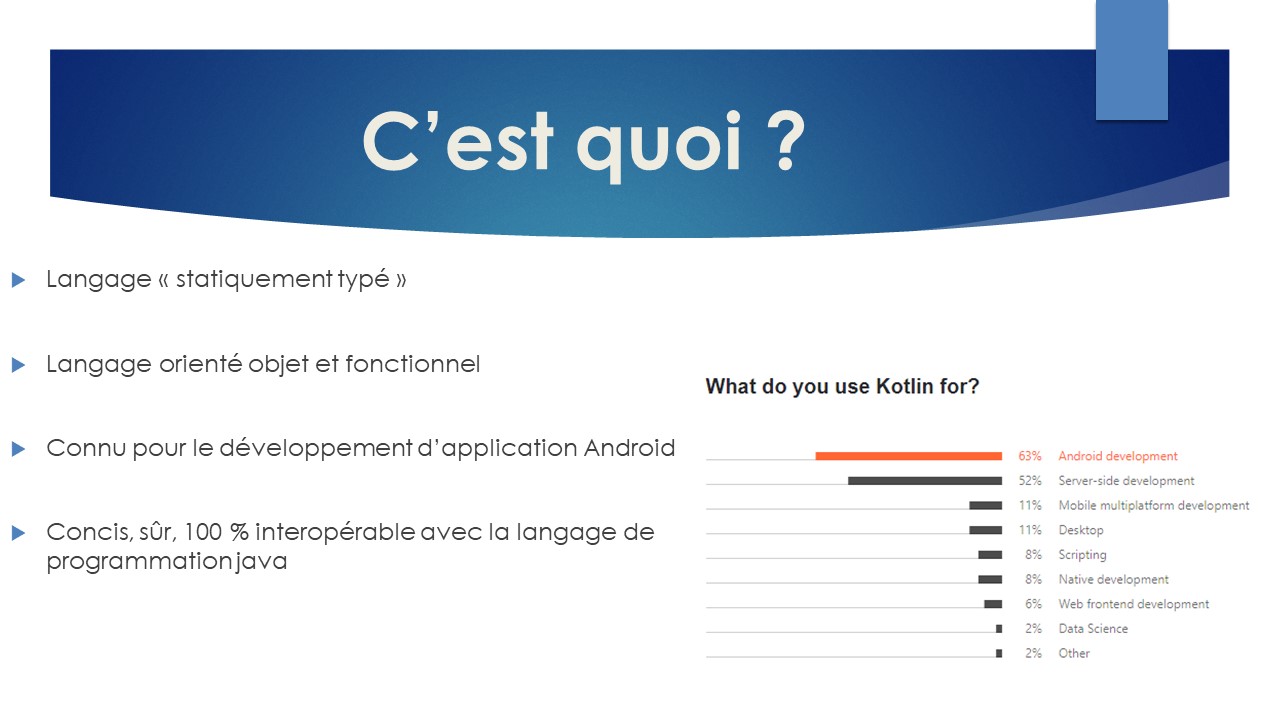 C’est quoi ?
Langage « statiquement typé »
Langage orienté objet et fonctionnel
Connu pour le développement d’application Android
Concis, sûr, 100 % interopérable avec la langage de
programmation java
What do you use Kotlin for?
63% Android development
52% Server-side development
11% Mobile multiplatform development
11% Desktop
8% Scripting
8% Native development
6% Web frontend development
2% Data Science
2% Other